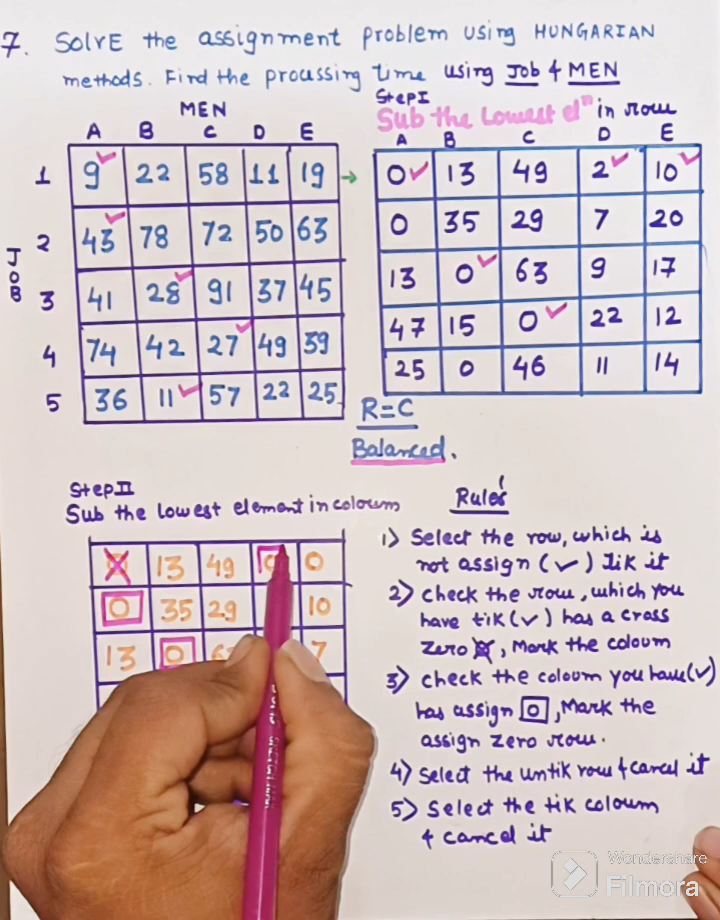 7. SOLVE the assignment problem using HUNGARIAN
methods. Find the proussing time using Job & MEN
MEN
A B C D E
JOB
1 9 22 58 11 19
2 43 78 72 50 63
3 41 28 91 37 45
4 74 42 27 49 39
5 36 11 57 22 25
Step I
Sub the Lowest elⁿ in row
A B C D E
0 13 49 2 10
0 35 29 7 20
13 0 63 9 17
47 15 0 22 12
25 0 46 11 14
R=C
Balanced.
Step II
Sub the lowest element in coloum
0 13 49 0 0
0 35 29 10
13 0 7
Rules
1) Select the row, which is
not assign (✓) Tik it
2) check the row, which you
have tik (✓) has a cross
Zero 0, Mark the coloum
3) check the coloum you have (✓)
has assign 0, Mark the
assign zero row.
4) Select the untik row & cancel it
5) Select the tik coloum
& cancel it
Wondershare
Filmora